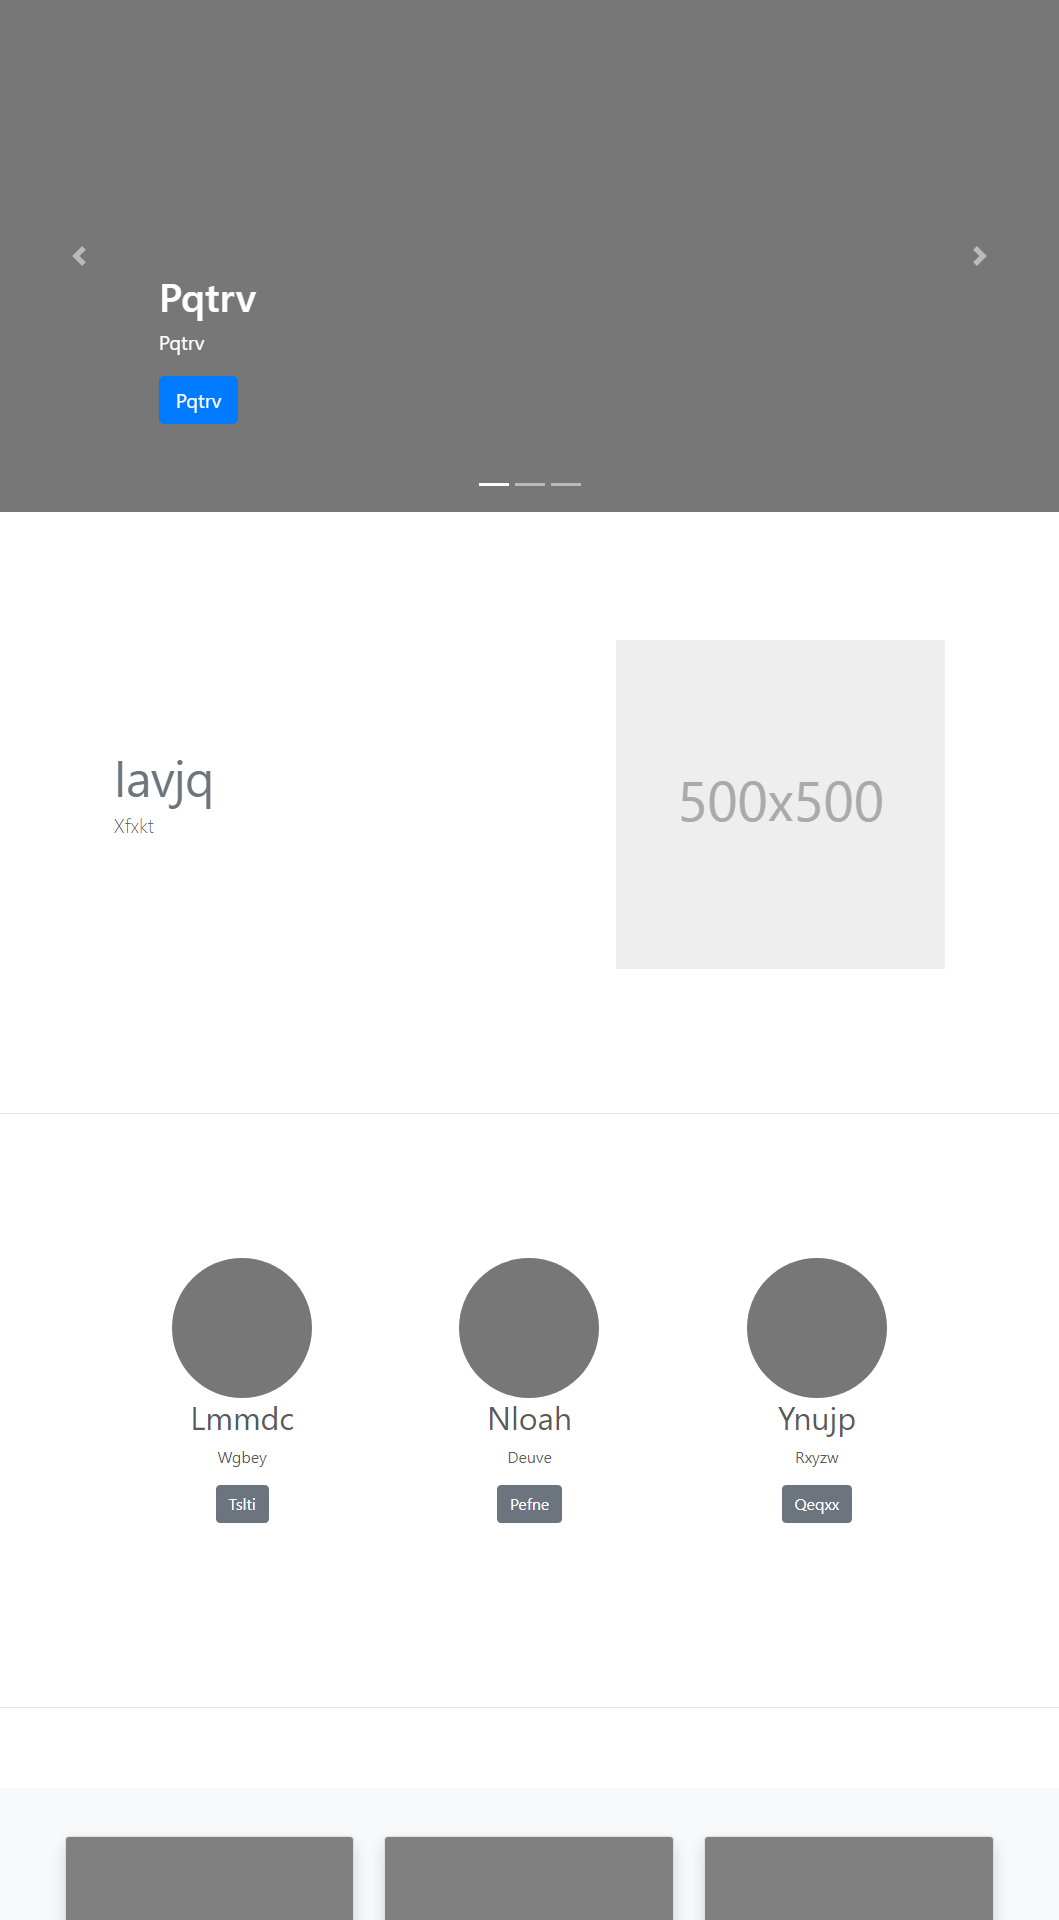 Pqtrv
Pqtrv
Pqtrv
lavjq
Xfxkt
500x500
Lmmdc
Nloah
Ynujp
Wgbey
Deuve
Rxyzw
Tslti
Pefne
Qeqxx